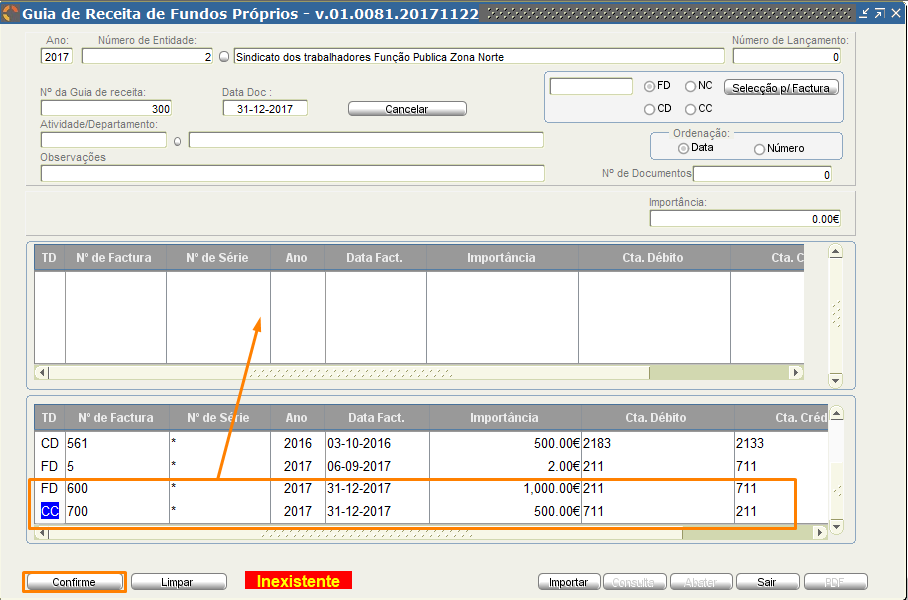 Guia de Receita de Fundos Próprios - v.01.0081.20171122
Ano: Número de Entidade: Número de Lançamento:
2017 2 Sindicato dos trabalhadores Função Publica Zona Norte 0
Nº da Guia de receita: Data Doc : FD NC Selecção p/ Factura
300 31-12-2017 Cancelar CD CC
Atividade/Departamento: Ordenação:
Data Número
Observações
Nº de Documentos 0
Importância:
0.00€
TD Nº de Factura Nº de Série Ano Data Fact. Importância Cta. Débito Cta. C
TD Nº de Factura Nº de Série Ano Data Fact. Importância Cta. Débito Cta. Créd
CD 561 * 2016 03-10-2016 500.00€ 2183 2133
FD 5 * 2017 06-09-2017 2.00€ 211 711
FD 600 * 2017 31-12-2017 1,000.00€ 211 711
CC 700 * 2017 31-12-2017 500.00€ 711 211
Confirme Limpar Inexistente Importar Consulta Abater Sair PDF